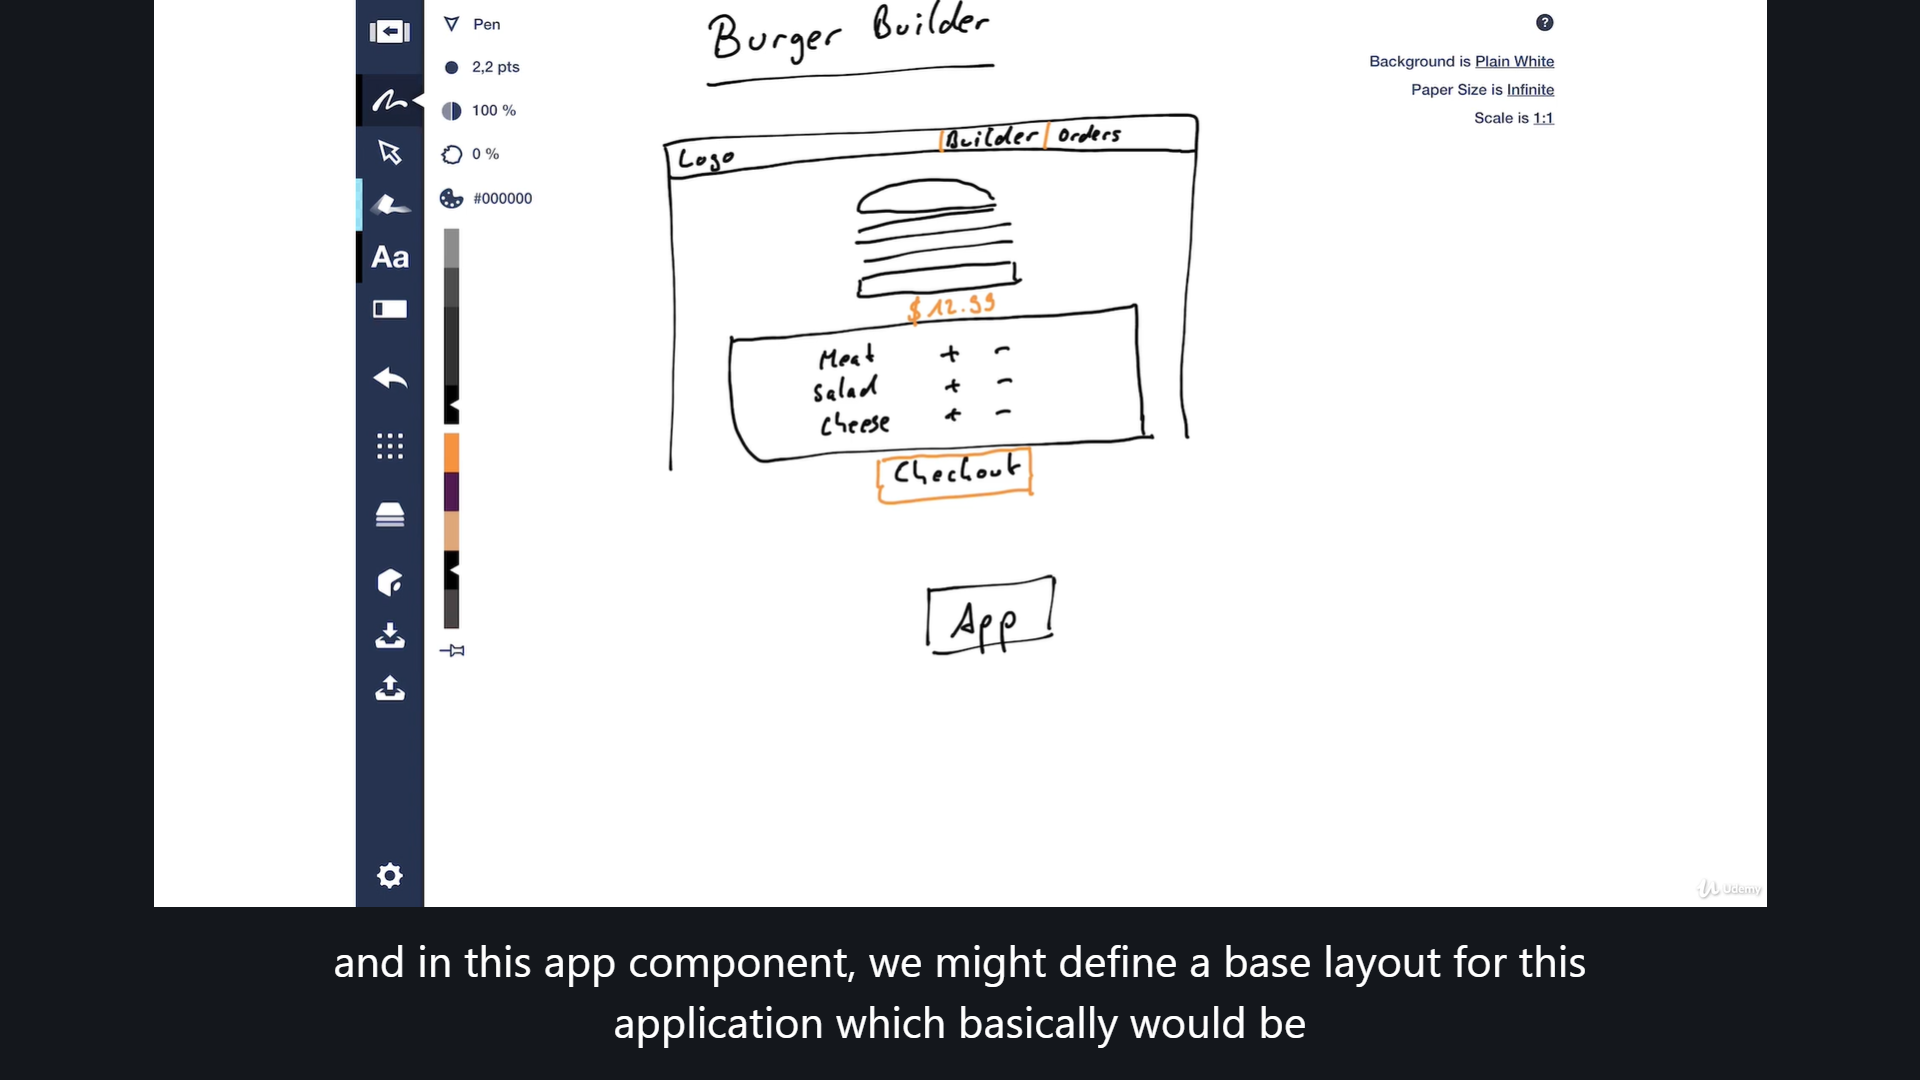 Pen
2,2 pts
100 %
0 %
#000000
Aa
Burger Builder
Background is Plain White
Paper Size is Infinite
Scale is 1:1
Logo Builder Orders
$12.99
Meat + -
Salad + -
Cheese + -
Checkout
App
Udemy
and in this app component, we might define a base layout for this
application which basically would be